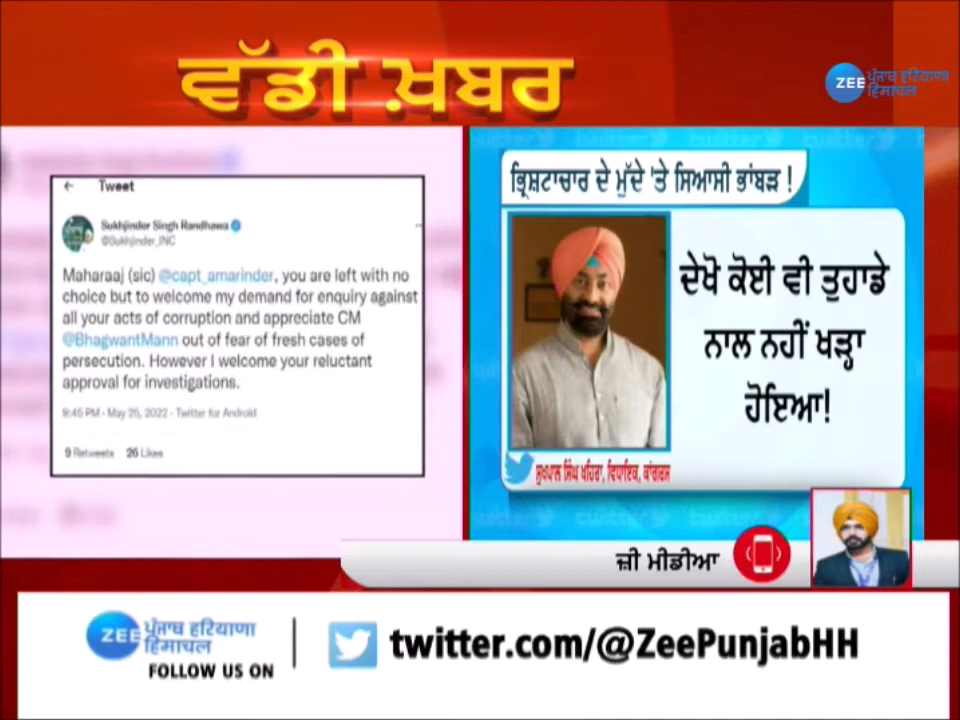 ਵੱਡੀ ਖ਼ਬਰ
ZEE ਪੰਜਾਬ ਹਰਿਆਣਾ
ਹਿਮਾਚਲ
← Tweet
Sukhjinder Singh Randhawa
@Sukhjinder_INC
Maharaaj (sic) @capt_amarinder, you are left with no
choice but to welcome my demand for enquiry against
all your acts of corruption and appreciate CM
@BhagwantMann out of fear of fresh cases of
persecution. However I welcome your reluctant
approval for investigations.
9:45 PM · May 25, 2022 · Twitter for Android
9 Retweets 26 Likes
ਭ੍ਰਿਸ਼ਟਾਚਾਰ ਦੇ ਮੁੱਦੇ 'ਤੇ ਸਿਆਸੀ ਭਾਂਬੜ !
ਦੇਖੋ ਕੋਈ ਵੀ ਤੁਹਾਡੇ
ਨਾਲ ਨਹੀਂ ਖੜ੍ਹਾ
ਹੋਇਆ!
ਸੁਖਪਾਲ ਸਿੰਘ ਖਹਿਰਾ, ਵਿਧਾਇਕ, ਕਾਂਗਰਸ
ਜ਼ੀ ਮੀਡੀਆ
ZEE ਪੰਜਾਬ ਹਰਿਆਣਾ
ਹਿਮਾਚਲ
FOLLOW US ON
twitter.com/@ZeePunjabHH